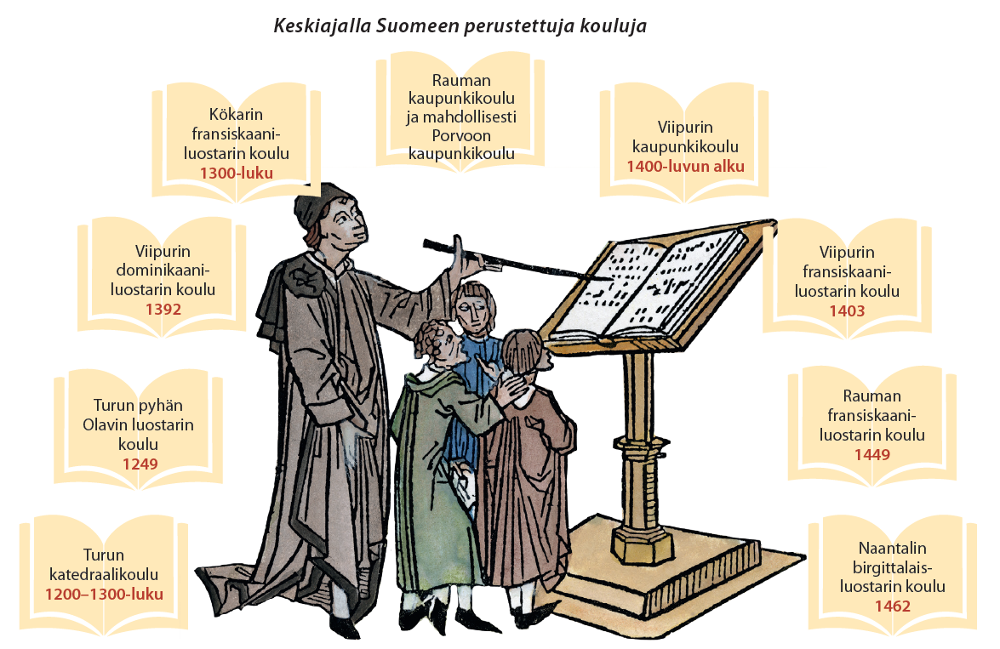 Keskiajalla Suomeen perustettuja kouluja
Rauman
kaupunkikoulu
ja mahdollisesti
Porvoon
kaupunkikoulu
Kökarin
fransiskaani-
luostarin koulu
1300-luku
Viipurin
kaupunkikoulu
1400-luvun alku
Viipurin
dominikaani-
luostarin koulu
1392
Viipurin
fransiskaani-
luostarin koulu
1403
Turun pyhän
Olavin luostarin
koulu
1249
Rauman
fransiskaani-
luostarin koulu
1449
Turun
katedraalikoulu
1200–1300-luku
Naantalin
birgittalais-
luostarin koulu
1462